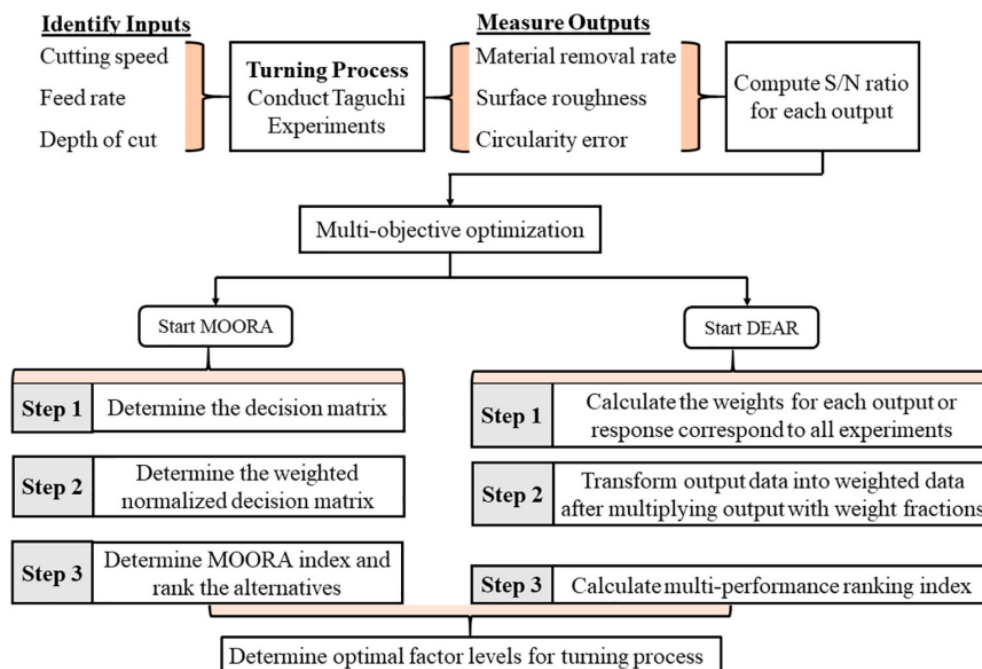 Identify Inputs
Cutting speed
Feed rate
Depth of cut
Turning Process
Conduct Taguchi
Experiments
Measure Outputs
Material removal rate
Surface roughness
Circularity error
Compute S/N ratio
for each output
Multi-objective optimization
Start MOORA
Step 1
Determine the decision matrix
Step 2
Determine the weighted
normalized decision matrix
Step 3
Determine MOORA index and
rank the alternatives
Start DEAR
Step 1
Calculate the weights for each output or
response correspond to all experiments
Step 2
Transform output data into weighted data
after multiplying output with weight fractions
Step 3
Calculate multi-performance ranking index
Determine optimal factor levels for turning process